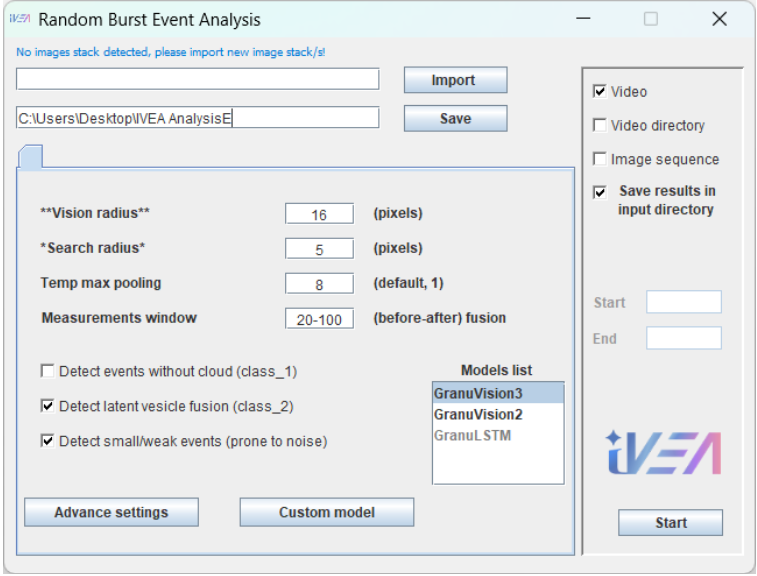 iVEA Random Burst Event Analysis
No images stack detected, please import new image stack/s!
Import
C:\Users\Desktop\IVEA AnalysisE
Save
**Vision radius** 16 (pixels)
*Search radius* 5 (pixels)
Temp max pooling 8 (default, 1)
Measurements window 20-100 (before-after) fusion
Detect events without cloud (class_1)
Detect latent vesicle fusion (class_2)
Detect small/weak events (prone to noise)
Models list
GranuVision3
GranuVision2
GranuLSTM
Advance settings
Custom model
Video
Video directory
Image sequence
Save results in
input directory
Start
End
iVEA
Start